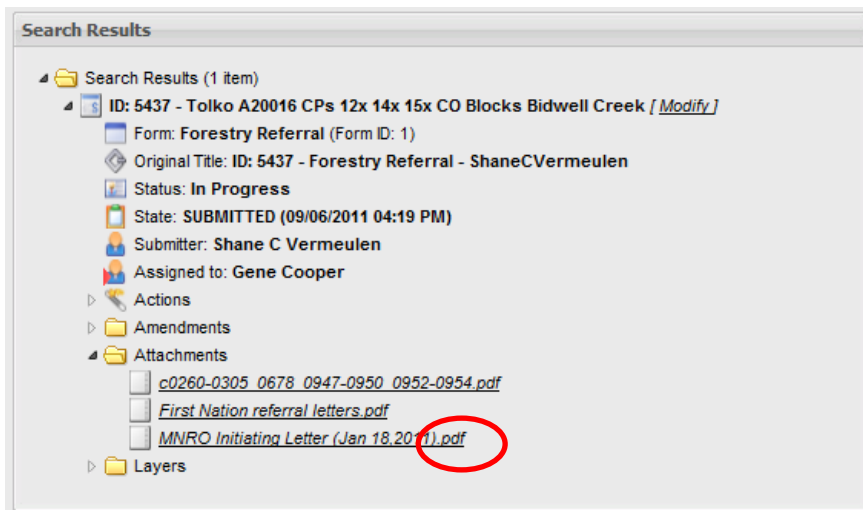 Search Results
Search Results (1 item)
ID: 5437 - Tolko A20016 CPs 12x 14x 15x CO Blocks Bidwell Creek [ Modify ]
Form: Forestry Referral (Form ID: 1)
Original Title: ID: 5437 - Forestry Referral - ShaneCVermeulen
Status: In Progress
State: SUBMITTED (09/06/2011 04:19 PM)
Submitter: Shane C Vermeulen
Assigned to: Gene Cooper
Actions
Amendments
Attachments
c0260-0305_0678_0947-0950_0952-0954.pdf
First Nation referral letters.pdf
MNRO Initiating Letter (Jan 18,2011).pdf
Layers